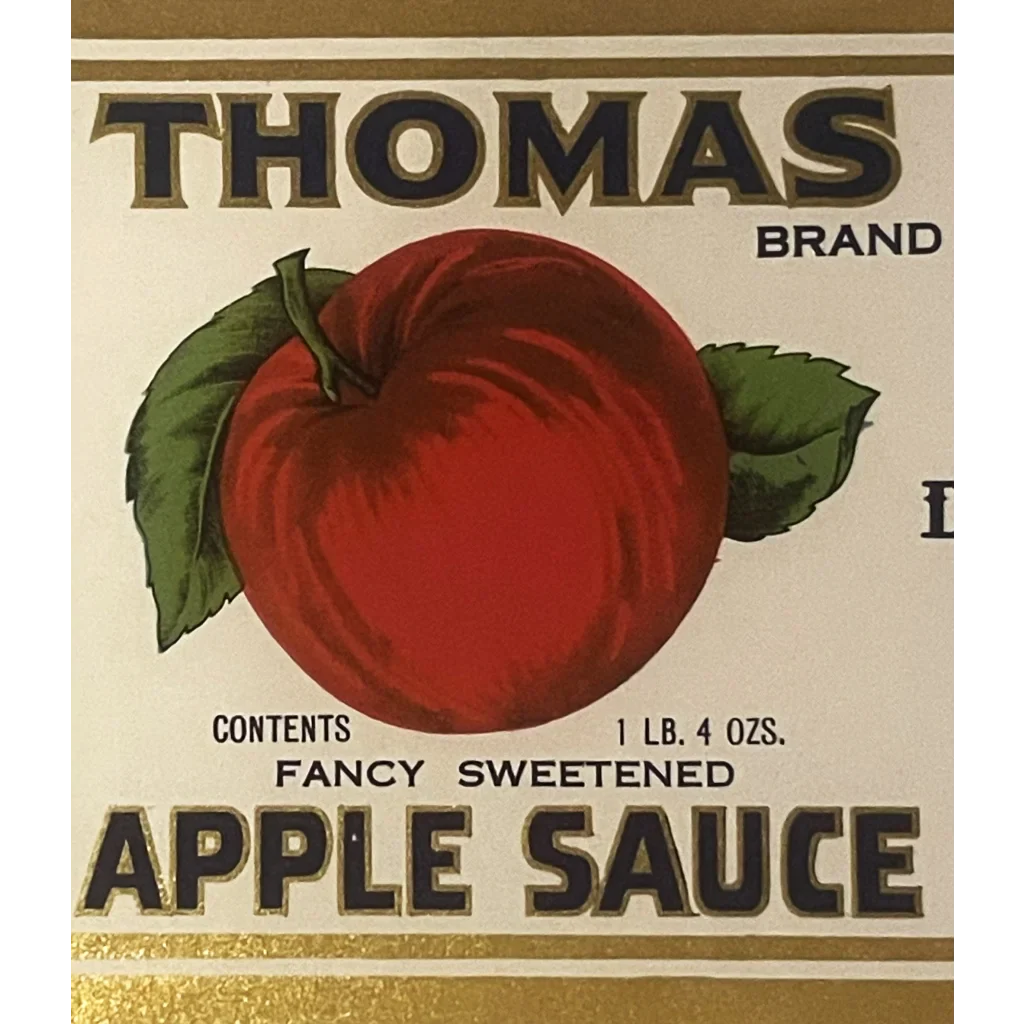 THOMAS
BRAND
CONTENTS 1 LB. 4 OZS.
FANCY SWEETENED
APPLE SAUCE